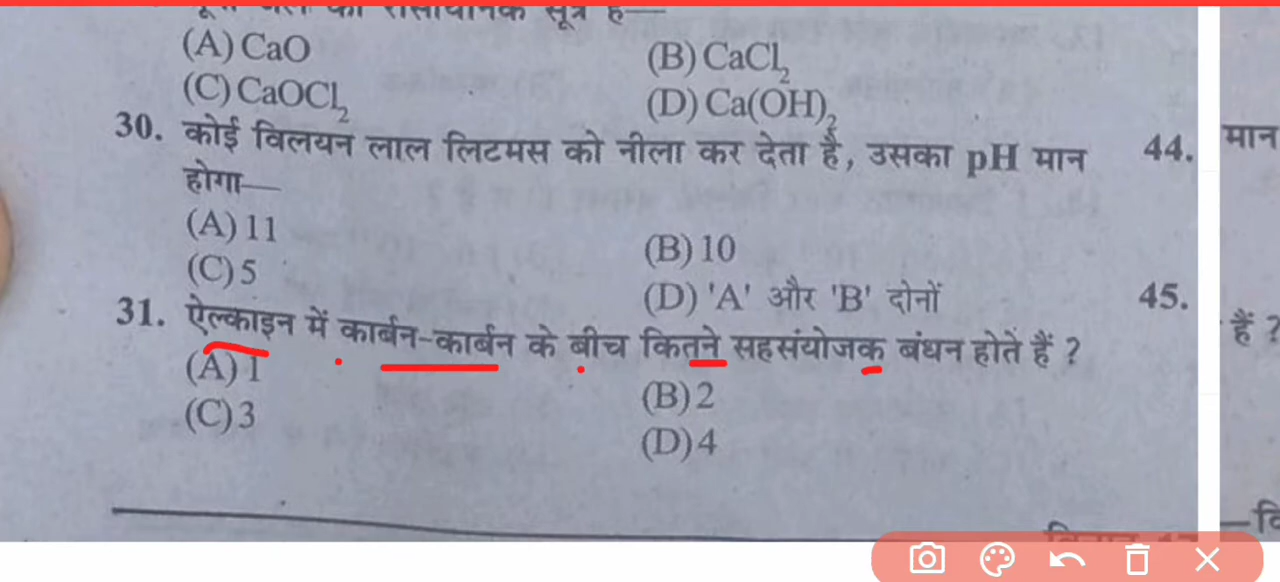 का रासायनिक सूत्र है—
(A) CaO (B) CaCl₂
(C) CaOCl₂ (D) Ca(OH)₂
30. कोई विलयन लाल लिटमस को नीला कर देता है, उसका pH मान
होगा—
(A) 11 (B) 10
(C) 5 (D) 'A' और 'B' दोनों
31. ऐल्काइन में कार्बन-कार्बन के बीच कितने सहसंयोजक बंधन होते हैं ?
(A) 1 (B) 2
(C) 3 (D) 4
44.
मान
45.
हैं ?